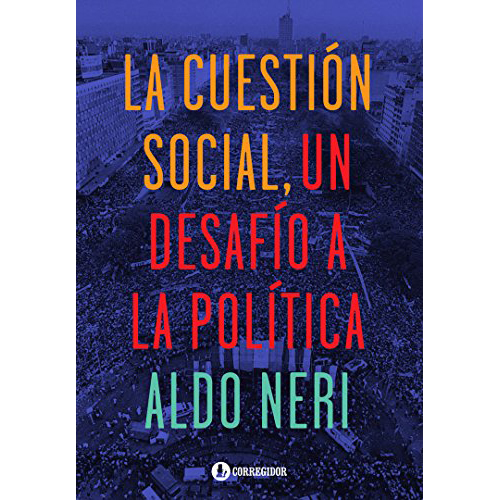 LA CUESTIÓN
SOCIAL, UN
DESAFÍO A
LA POLÍTICA
ALDO NERI
CORREGIDOR